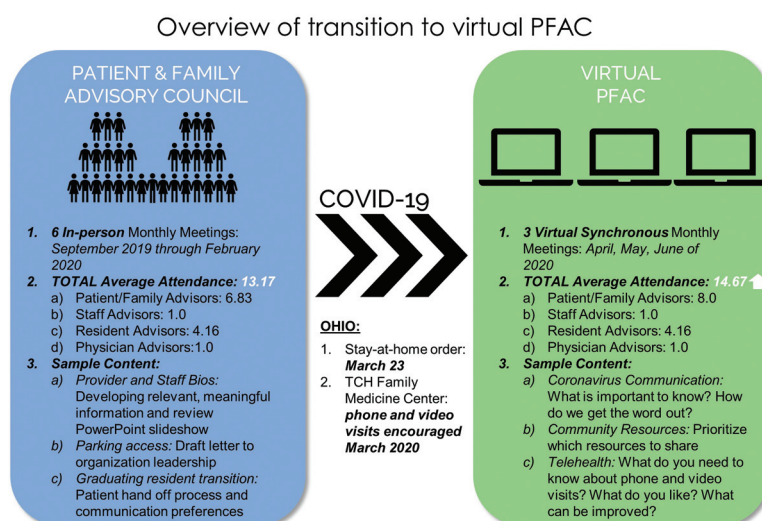 Overview of transition to virtual PFAC
PATIENT & FAMILY
ADVISORY COUNCIL
1. 6 In-person Monthly Meetings:
September 2019 through February
2020
2. TOTAL Average Attendance: 13.17
a) Patient/Family Advisors: 6.83
b) Staff Advisors: 1.0
c) Resident Advisors: 4.16
d) Physician Advisors:1.0
3. Sample Content:
a) Provider and Staff Bios:
Developing relevant, meaningful
information and review
PowerPoint slideshow
b) Parking access: Draft letter to
organization leadership
c) Graduating resident transition:
Patient hand off process and
communication preferences
COVID-19
OHIO:
1. Stay-at-home order:
March 23
2. TCH Family
Medicine Center:
phone and video
visits encouraged
March 2020
VIRTUAL
PFAC
1. 3 Virtual Synchronous Monthly
Meetings: April, May, June of
2020
2. TOTAL Average Attendance: 14.67
a) Patient/Family Advisors: 8.0
b) Staff Advisors: 1.0
c) Resident Advisors: 4.16
d) Physician Advisors: 1.0
3. Sample Content:
a) Coronavirus Communication:
What is important to know? How
do we get the word out?
b) Community Resources: Prioritize
which resources to share
c) Telehealth: What do you need to
know about phone and video
visits? What do you like? What
can be improved?